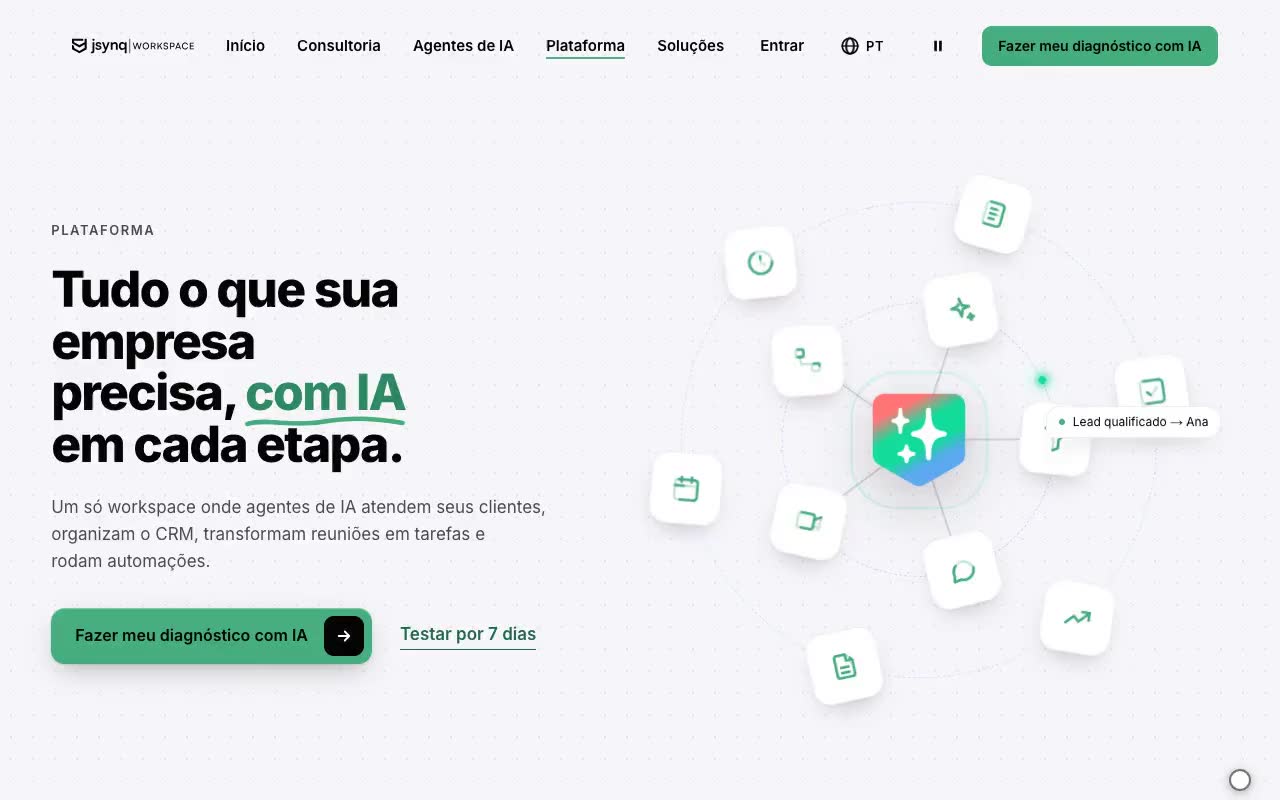 jsynq|WORKSPACE
Início
Consultoria
Agentes de IA
Plataforma
Soluções
Entrar
PT
Fazer meu diagnóstico com IA
PLATAFORMA
Tudo o que sua
empresa
precisa, com IA
em cada etapa.
Um só workspace onde agentes de IA atendem seus clientes,
organizam o CRM, transformam reuniões em tarefas e
rodam automações.
Fazer meu diagnóstico com IA →
Testar por 7 dias
Lead qualificado → Ana